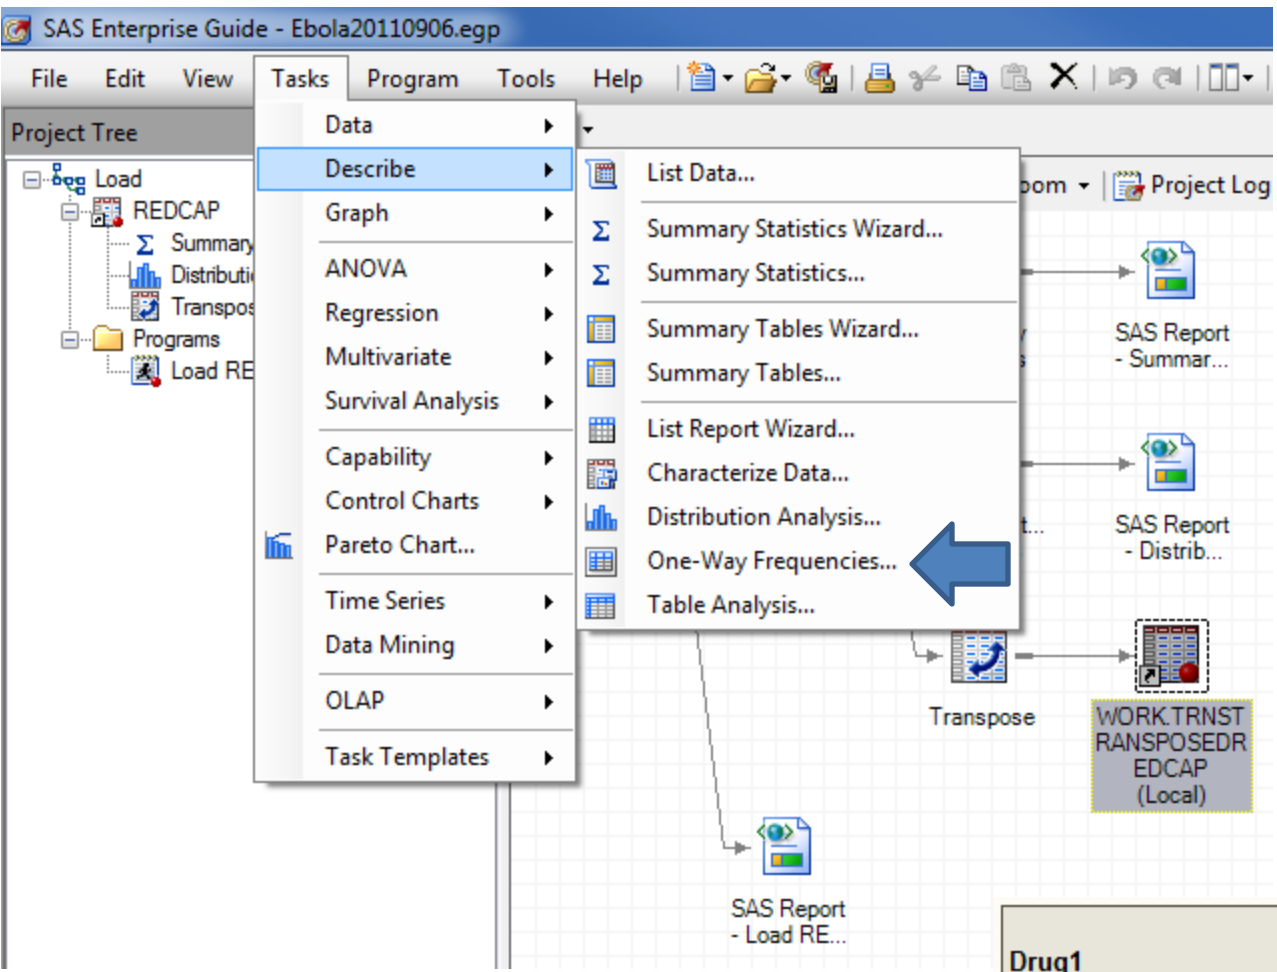 SAS Enterprise Guide - Ebola20110906.egp
File Edit View Tasks Program Tools Help
Project Tree
Load
REDCAP
Summary
Distributi
Transpos
Programs
Load RE
Data
Describe
Graph
ANOVA
Regression
Multivariate
Survival Analysis
Capability
Control Charts
Pareto Chart...
Time Series
Data Mining
OLAP
Task Templates
List Data...
Summary Statistics Wizard...
Summary Statistics...
Summary Tables Wizard...
Summary Tables...
List Report Wizard...
Characterize Data...
Distribution Analysis...
One-Way Frequencies...
Table Analysis...
oom
Project Log
SAS Report
- Summar...
t...
SAS Report
- Distrib...
Transpose
WORK.TRNST
RANSPOSEDR
EDCAP
(Local)
SAS Report
- Load RE...
Drug1